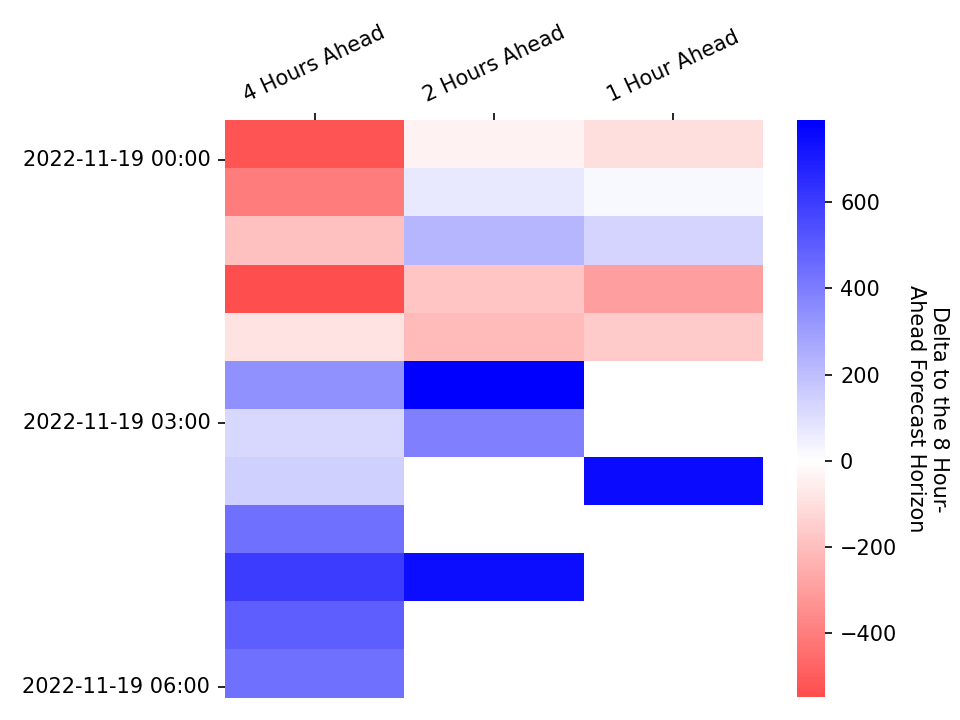 4 Hours Ahead
2 Hours Ahead
1 Hour Ahead
2022-11-19 00:00
2022-11-19 03:00
2022-11-19 06:00
600
400
200
0
−200
−400
Delta to the 8 Hour-
Ahead Forecast Horizon